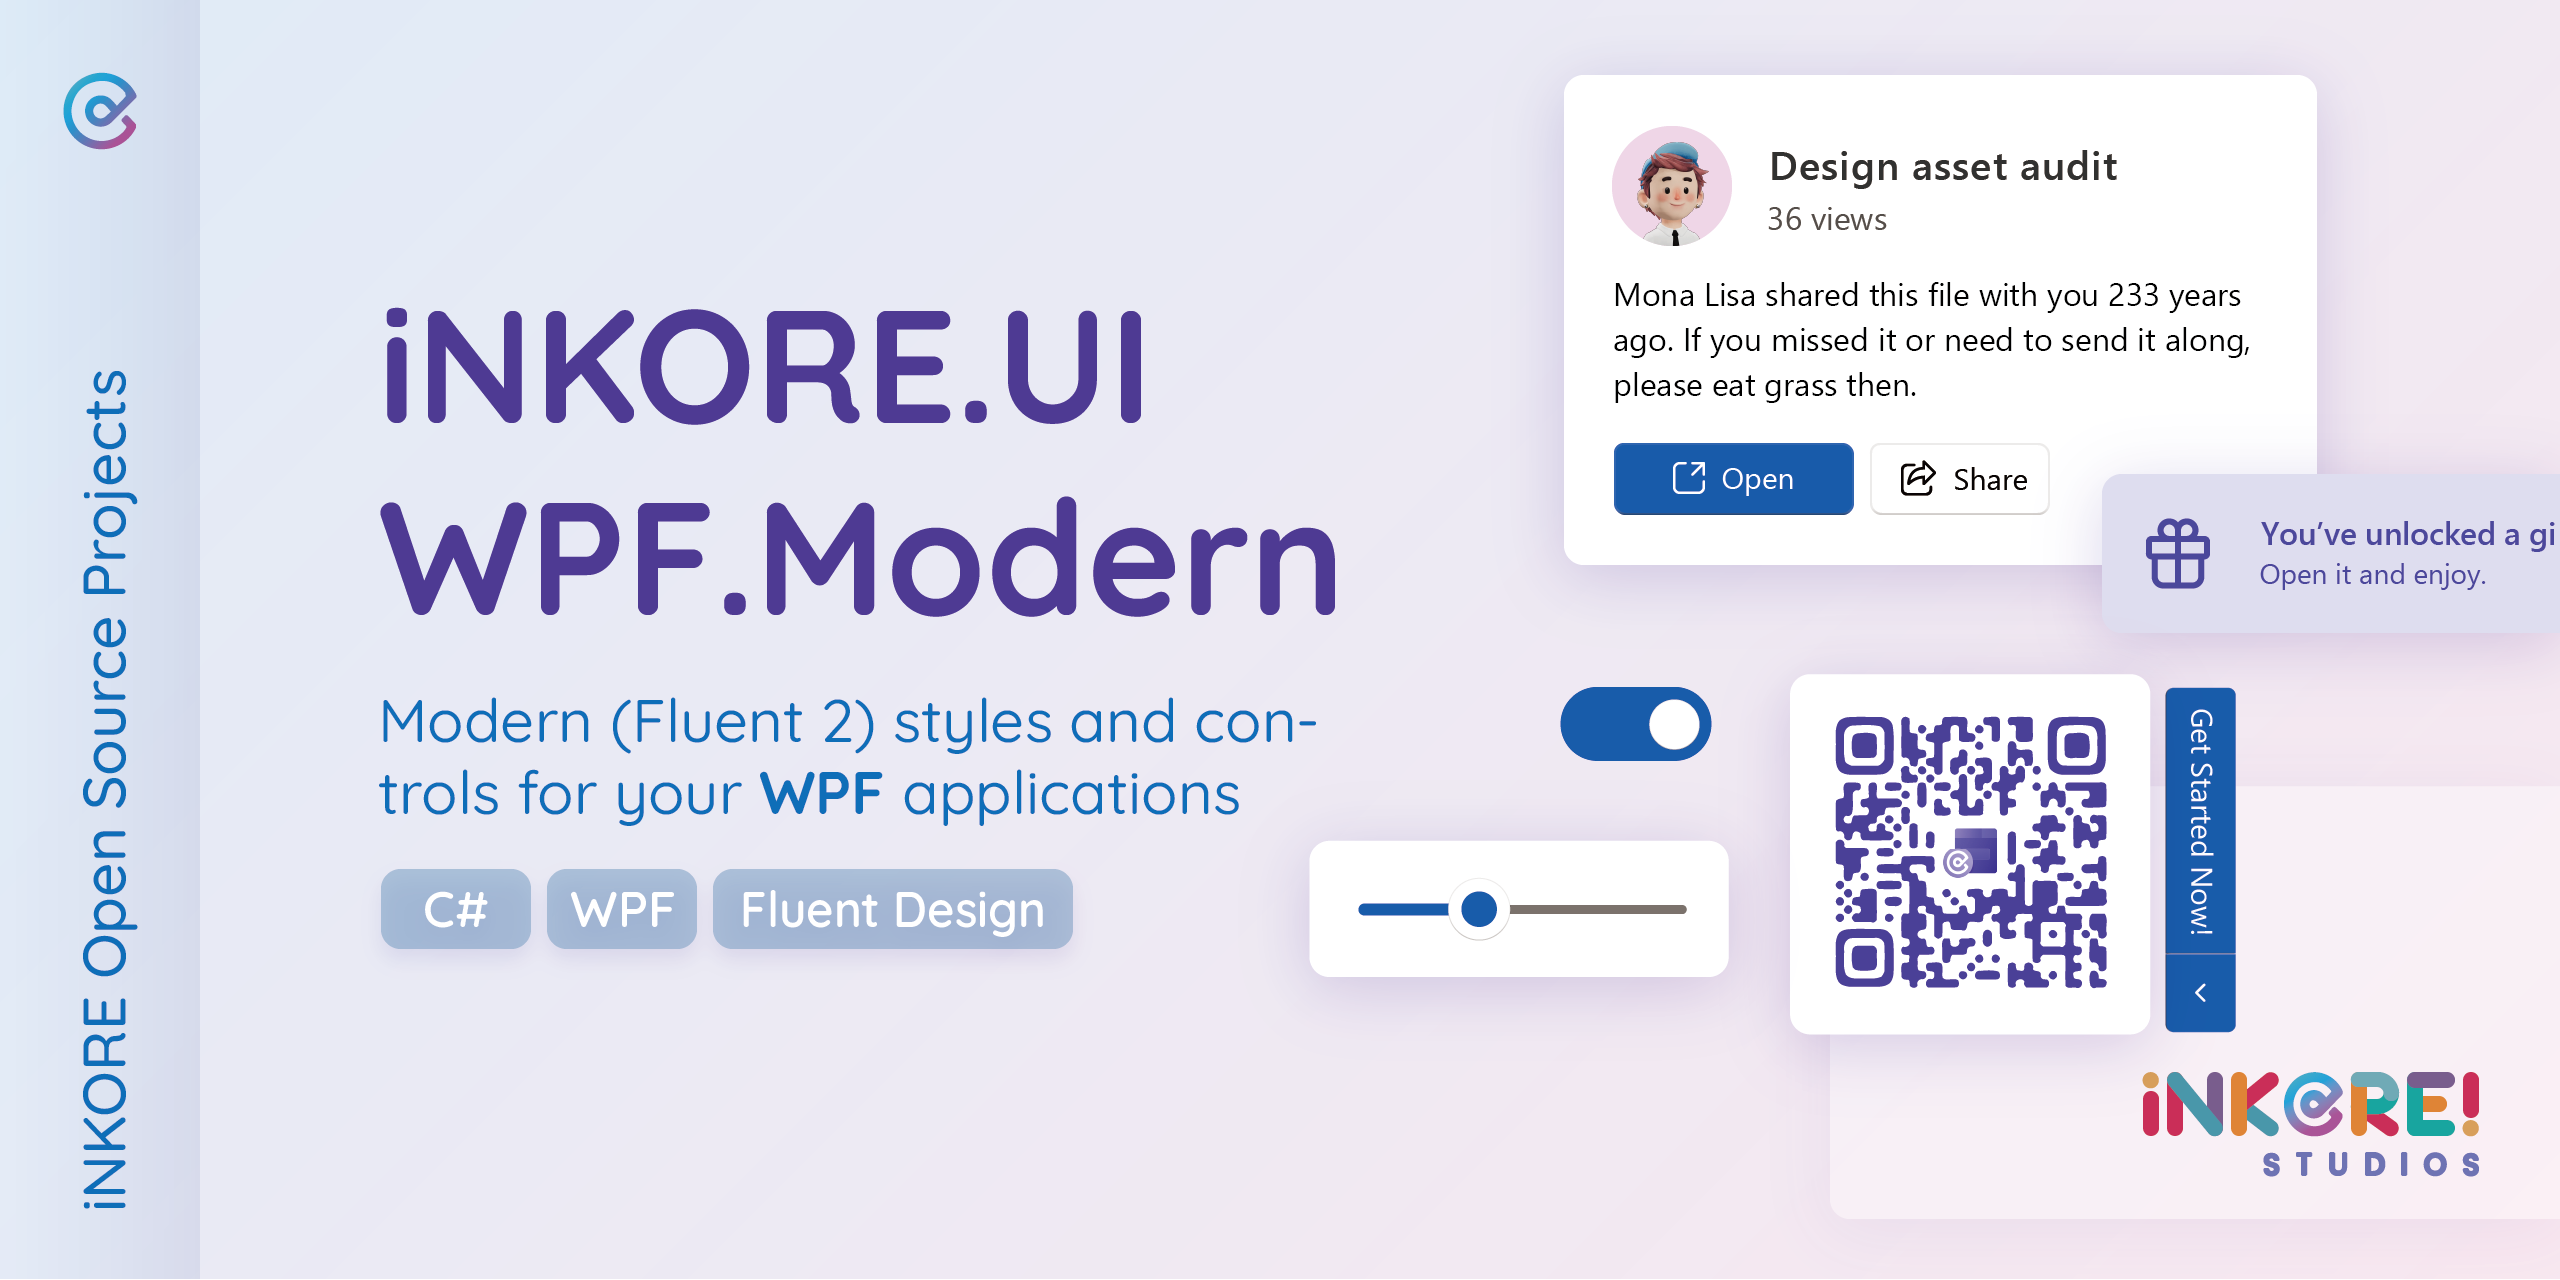 iNKORE Open Source Projects
iNKORE.UI
WPF.Modern
Modern (Fluent 2) styles and con-
trols for your WPF applications
C#
WPF
Fluent Design
Design asset audit
36 views
Mona Lisa shared this file with you 233 years
ago. If you missed it or need to send it along,
please eat grass then.
Open
Share
You’ve unlocked a gi
Open it and enjoy.
Get Started Now!
iNKORE!
STUDIOS